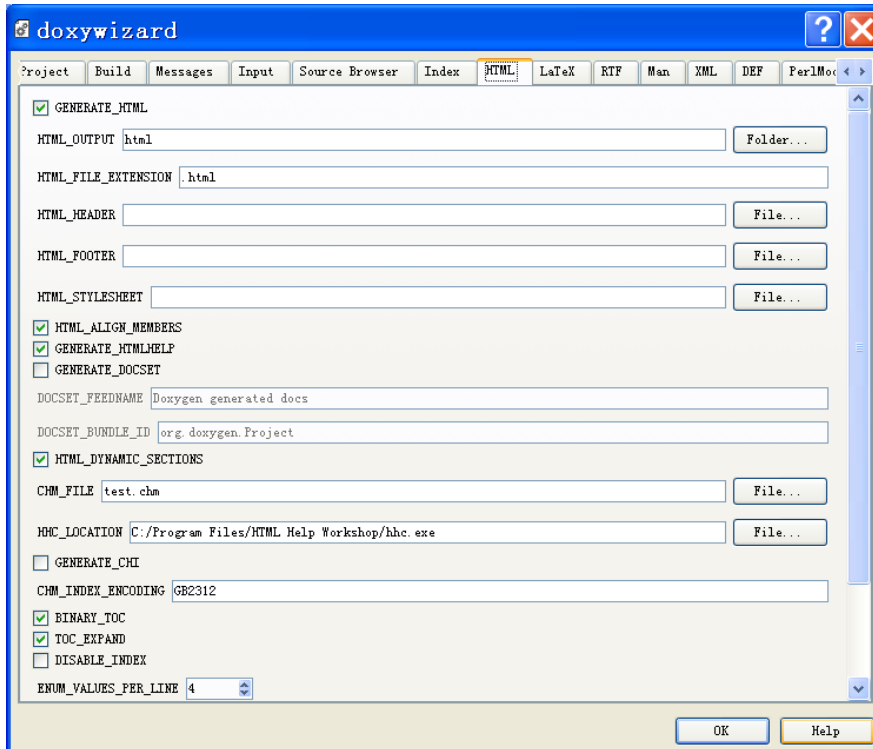 doxywizard
Project Build Messages Input Source Browser Index HTML LaTeX RTF Man XML DEF PerlMod
GENERATE_HTML
HTML_OUTPUT html Folder...
HTML_FILE_EXTENSION .html
HTML_HEADER File...
HTML_FOOTER File...
HTML_STYLESHEET File...
HTML_ALIGN_MEMBERS
GENERATE_HTMLHELP
GENERATE_DOCSET
DOCSET_FEEDNAME Doxygen generated docs
DOCSET_BUNDLE_ID org.doxygen.Project
HTML_DYNAMIC_SECTIONS
CHM_FILE test.chm File...
HHC_LOCATION C:/Program Files/HTML Help Workshop/hhc.exe File...
GENERATE_CHI
CHM_INDEX_ENCODING GB2312
BINARY_TOC
TOC_EXPAND
DISABLE_INDEX
ENUM_VALUES_PER_LINE 4
OK Help